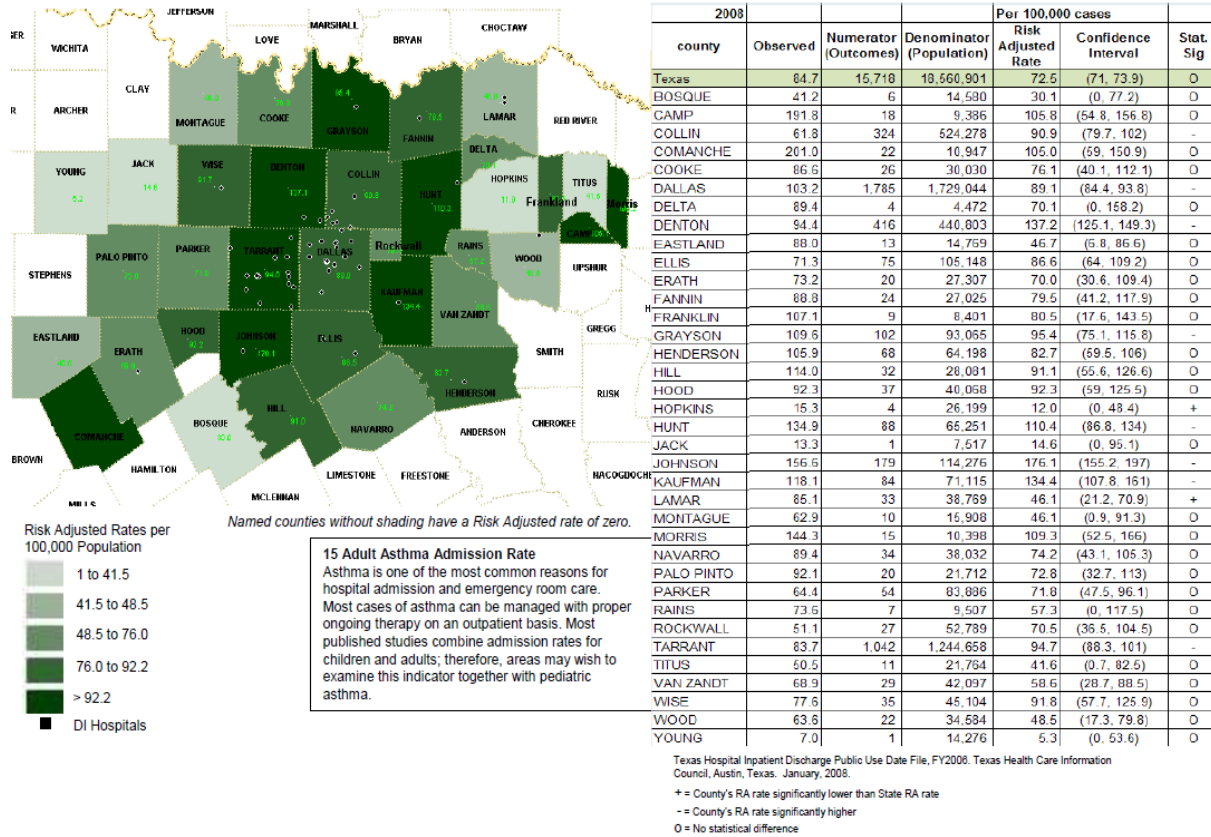 JEFFERSON
MARSHALL
CHOCTAW
LOVE
BRYAN
WICHITA
CLAY
ARCHER
MONTAGUE
COOKE
GRAYSON
86.4
FANNIN
79.5
LAMAR
RED RIVER
DELTA
YOUNG
JACK
14.6
WISE
91.7
DENTON
137.1
COLLIN
90.8
HUNT
110.3
HOPKINS
11.9
Frankland
TITUS
41.6
Morris
CAMP
STEPHENS
PALO PINTO
PARKER
TARRANT
94.6
DALLAS
Rockwall
RAINS
WOOD
UPSHUR
KAUFMAN
VAN ZANDT
GREGG
EASTLAND
ERATH
HOOD
92.2
JOHNSON
ELLIS
SMITH
RUSK
HENDERSON
COMANCHE
BOSQUE
HILL
91.0
NAVARRO
ANDERSON
CHEROKEE
BROWN
HAMILTON
LIMESTONE
FREESTONE
NACOGDOCHE
MILLS
MCLENNAN
Named counties without shading have a Risk Adjusted rate of zero.
Risk Adjusted Rates per
100,000 Population
1 to 41.5
41.5 to 48.5
48.5 to 76.0
76.0 to 92.2
> 92.2
DI Hospitals
15 Adult Asthma Admission Rate
Asthma is one of the most common reasons for
hospital admission and emergency room care.
Most cases of asthma can be managed with proper
ongoing therapy on an outpatient basis. Most
published studies combine admission rates for
children and adults; therefore, areas may wish to
examine this indicator together with pediatric
asthma.
2008 Per 100,000 cases
county Observed Numerator (Outcomes) Denominator (Population) Risk Adjusted Rate Confidence Interval Stat. Sig
Texas 84.7 15,718 18,560,901 72.5 (71, 73.9) O
BOSQUE 41.2 6 14,580 30.1 (0, 77.2) O
CAMP 191.8 18 9,386 105.8 (54.8, 156.8) O
COLLIN 61.8 324 524,278 90.9 (79.7, 102) -
COMANCHE 201.0 22 10,947 105.0 (59, 150.9) O
COOKE 86.6 26 30,030 76.1 (40.1, 112.1) O
DALLAS 103.2 1,785 1,729,044 89.1 (84.4, 93.8) -
DELTA 89.4 4 4,472 70.1 (0, 158.2) O
DENTON 94.4 416 440,803 137.2 (125.1, 149.3) -
EASTLAND 88.0 13 14,769 46.7 (6.8, 86.6) O
ELLIS 71.3 75 105,148 86.6 (64, 109.2) O
ERATH 73.2 20 27,307 70.0 (30.6, 109.4) O
FANNIN 88.8 24 27,025 79.5 (41.2, 117.9) O
FRANKLIN 107.1 9 8,401 80.5 (17.6, 143.5) O
GRAYSON 109.6 102 93,065 95.4 (75.1, 115.8) -
HENDERSON 105.9 68 64,198 82.7 (59.5, 106) O
HILL 114.0 32 28,081 91.1 (55.6, 126.6) O
HOOD 92.3 37 40,068 92.3 (59, 125.5) O
HOPKINS 15.3 4 26,199 12.0 (0, 48.4) +
HUNT 134.9 88 65,251 110.4 (86.8, 134) -
JACK 13.3 1 7,517 14.6 (0, 95.1) O
JOHNSON 156.6 179 114,276 176.1 (155.2, 197) -
KAUFMAN 118.1 84 71,115 134.4 (107.8, 161) -
LAMAR 85.1 33 38,769 46.1 (21.2, 70.9) +
MONTAGUE 62.9 10 15,908 46.1 (0.9, 91.3) O
MORRIS 144.3 15 10,398 109.3 (52.5, 166) O
NAVARRO 89.4 34 38,032 74.2 (43.1, 105.3) O
PALO PINTO 92.1 20 21,712 72.8 (32.7, 113) O
PARKER 64.4 54 83,886 71.8 (47.5, 96.1) O
RAINS 73.6 7 9,507 57.3 (0, 117.5) O
ROCKWALL 51.1 27 52,789 70.5 (36.5, 104.5) O
TARRANT 83.7 1,042 1,244,658 94.7 (88.3, 101) -
TITUS 50.5 11 21,764 41.6 (0.7, 82.5) O
VAN ZANDT 68.9 29 42,097 58.6 (28.7, 88.5) O
WISE 77.6 35 45,104 91.8 (57.7, 125.9) O
WOOD 63.6 22 34,584 48.5 (17.3, 79.8) O
YOUNG 7.0 1 14,276 5.3 (0, 53.6) O
Texas Hospital Inpatient Discharge Public Use Date File, FY2006. Texas Health Care Information
Council, Austin, Texas. January, 2008.
+ = County's RA rate significantly lower than State RA rate
- = County's RA rate significantly higher
O = No statistical difference